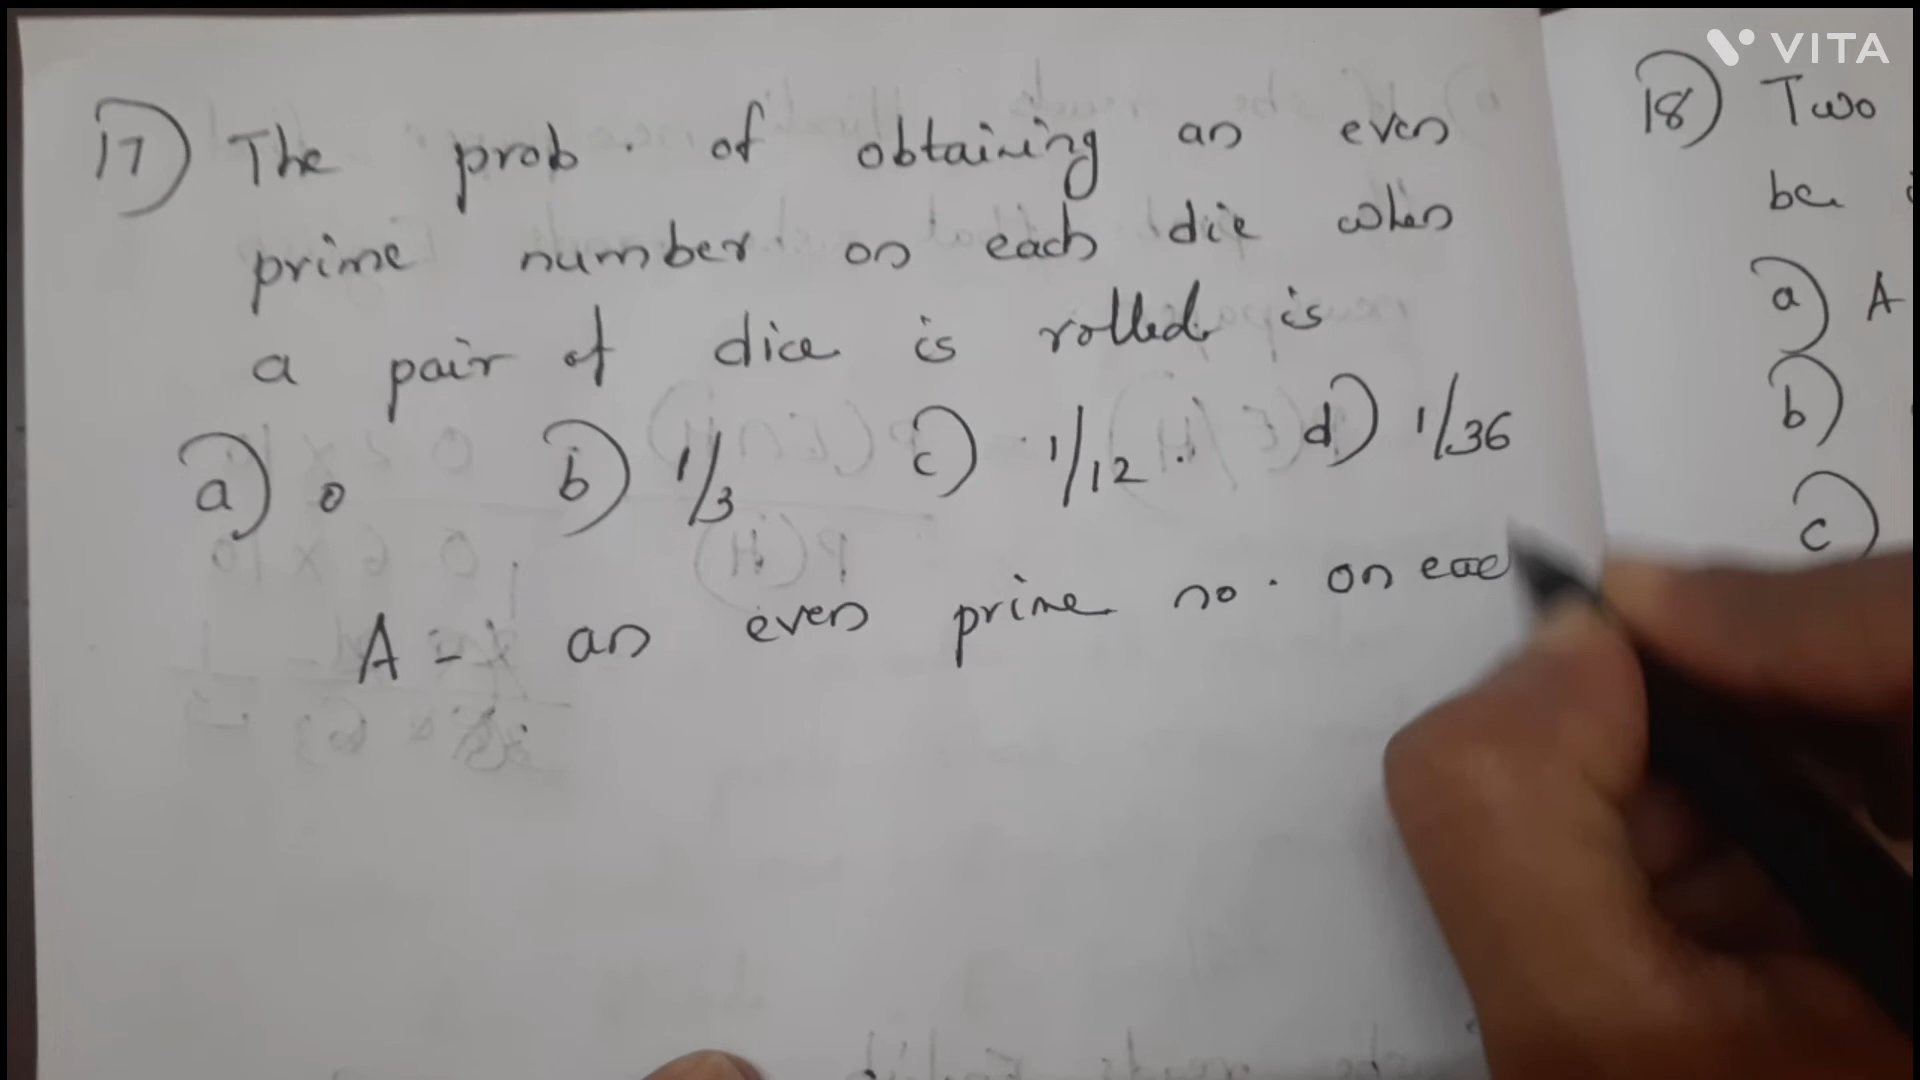 VITA
17) The prob. of obtaining an even
prime number on each die when
a pair of dice is rolled is
a) 0 b) 1/3 c) 1/12. d) 1/36
A = an even prime no. on eac
18) Two
be
a) A
b)
c)